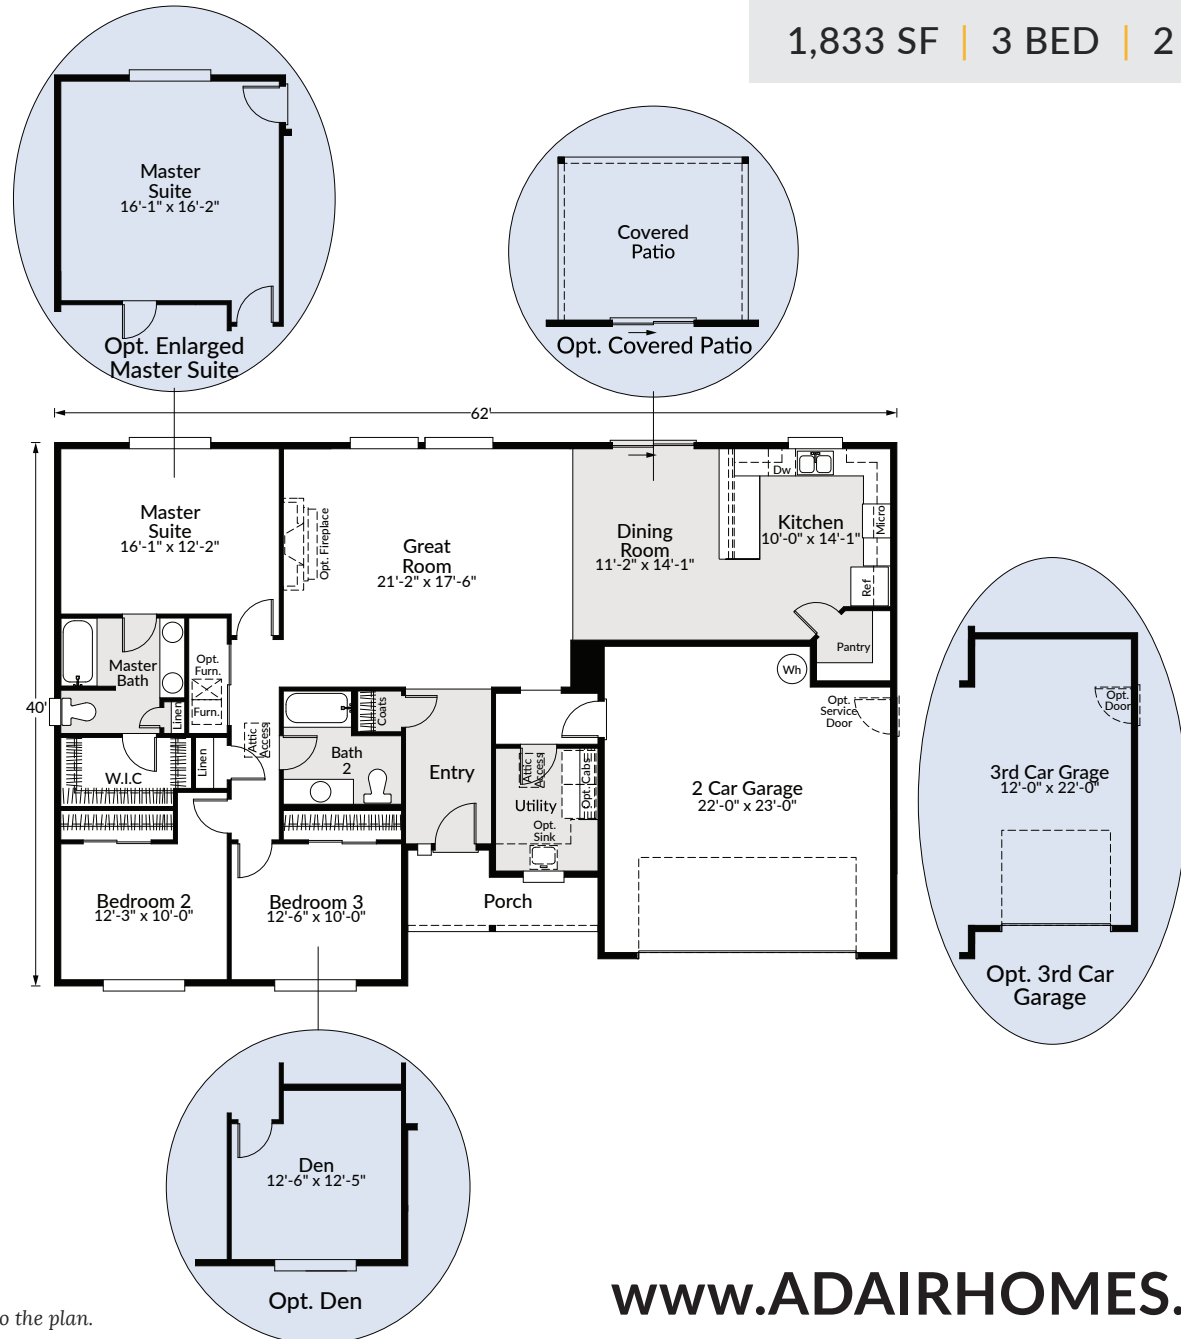 1,833 SF | 3 BED | 2
Master
Suite
16'-1" x 16'-2"
Opt. Enlarged
Master Suite
Covered
Patio
Opt. Covered Patio
62'
40'
Master
Suite
16'-1" x 12'-2"
Opt. Fireplace
Great
Room
21'-2" x 17'-6"
Dining
Room
11'-2" x 14'-1"
Dw
Kitchen
10'-0" x 14'-1"
Micro
Ref
Pantry
Wh
Opt.
Service
Door
Master
Bath
Linen
Opt.
Furn.
Furn.
Attic
Access
Linen
W.I.C
Coats
Bath
2
Entry
Attic
Access
Opt. Cabs
Utility
Opt.
Sink
2 Car Garage
22'-0" x 23'-0"
Bedroom 2
12'-3" x 10'-0"
Bedroom 3
12'-6" x 10'-0"
Porch
Opt.
Door
3rd Car Grage
12'-0" x 22'-0"
Opt. 3rd Car
Garage
Den
12'-6" x 12'-5"
Opt. Den
o the plan.
www.ADAIRHOMES.